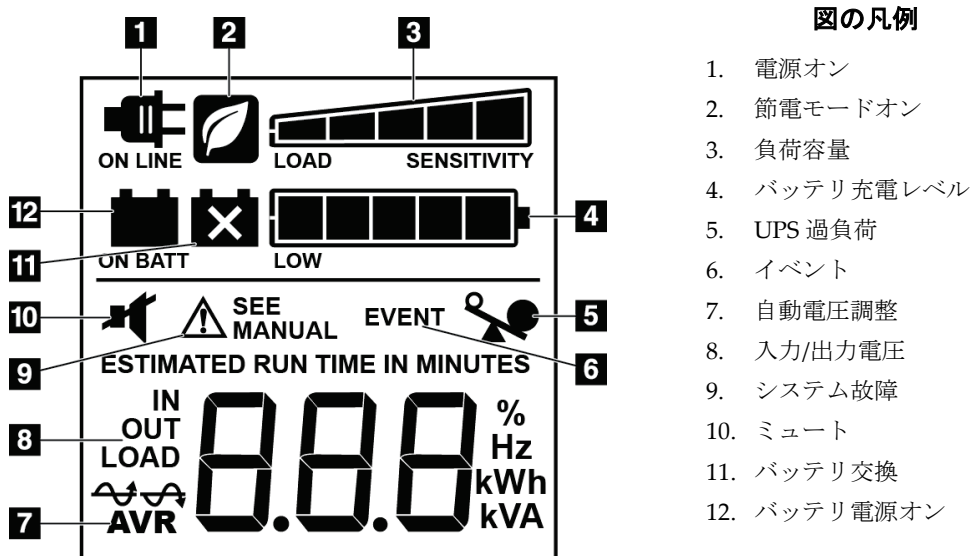 1 2 3
ON LINE LOAD SENSITIVITY
12 4
11 ON BATT LOW
10 SEE MANUAL EVENT 5
9 ESTIMATED RUN TIME IN MINUTES 6
8 IN OUT LOAD 8.8.8 % Hz kWh kVA
7 AVR
図の凡例
1. 電源オン
2. 節電モードオン
3. 負荷容量
4. バッテリ充電レベル
5. UPS 過負荷
6. イベント
7. 自動電圧調整
8. 入力/出力電圧
9. システム故障
10. ミュート
11. バッテリ交換
12. バッテリ電源オン